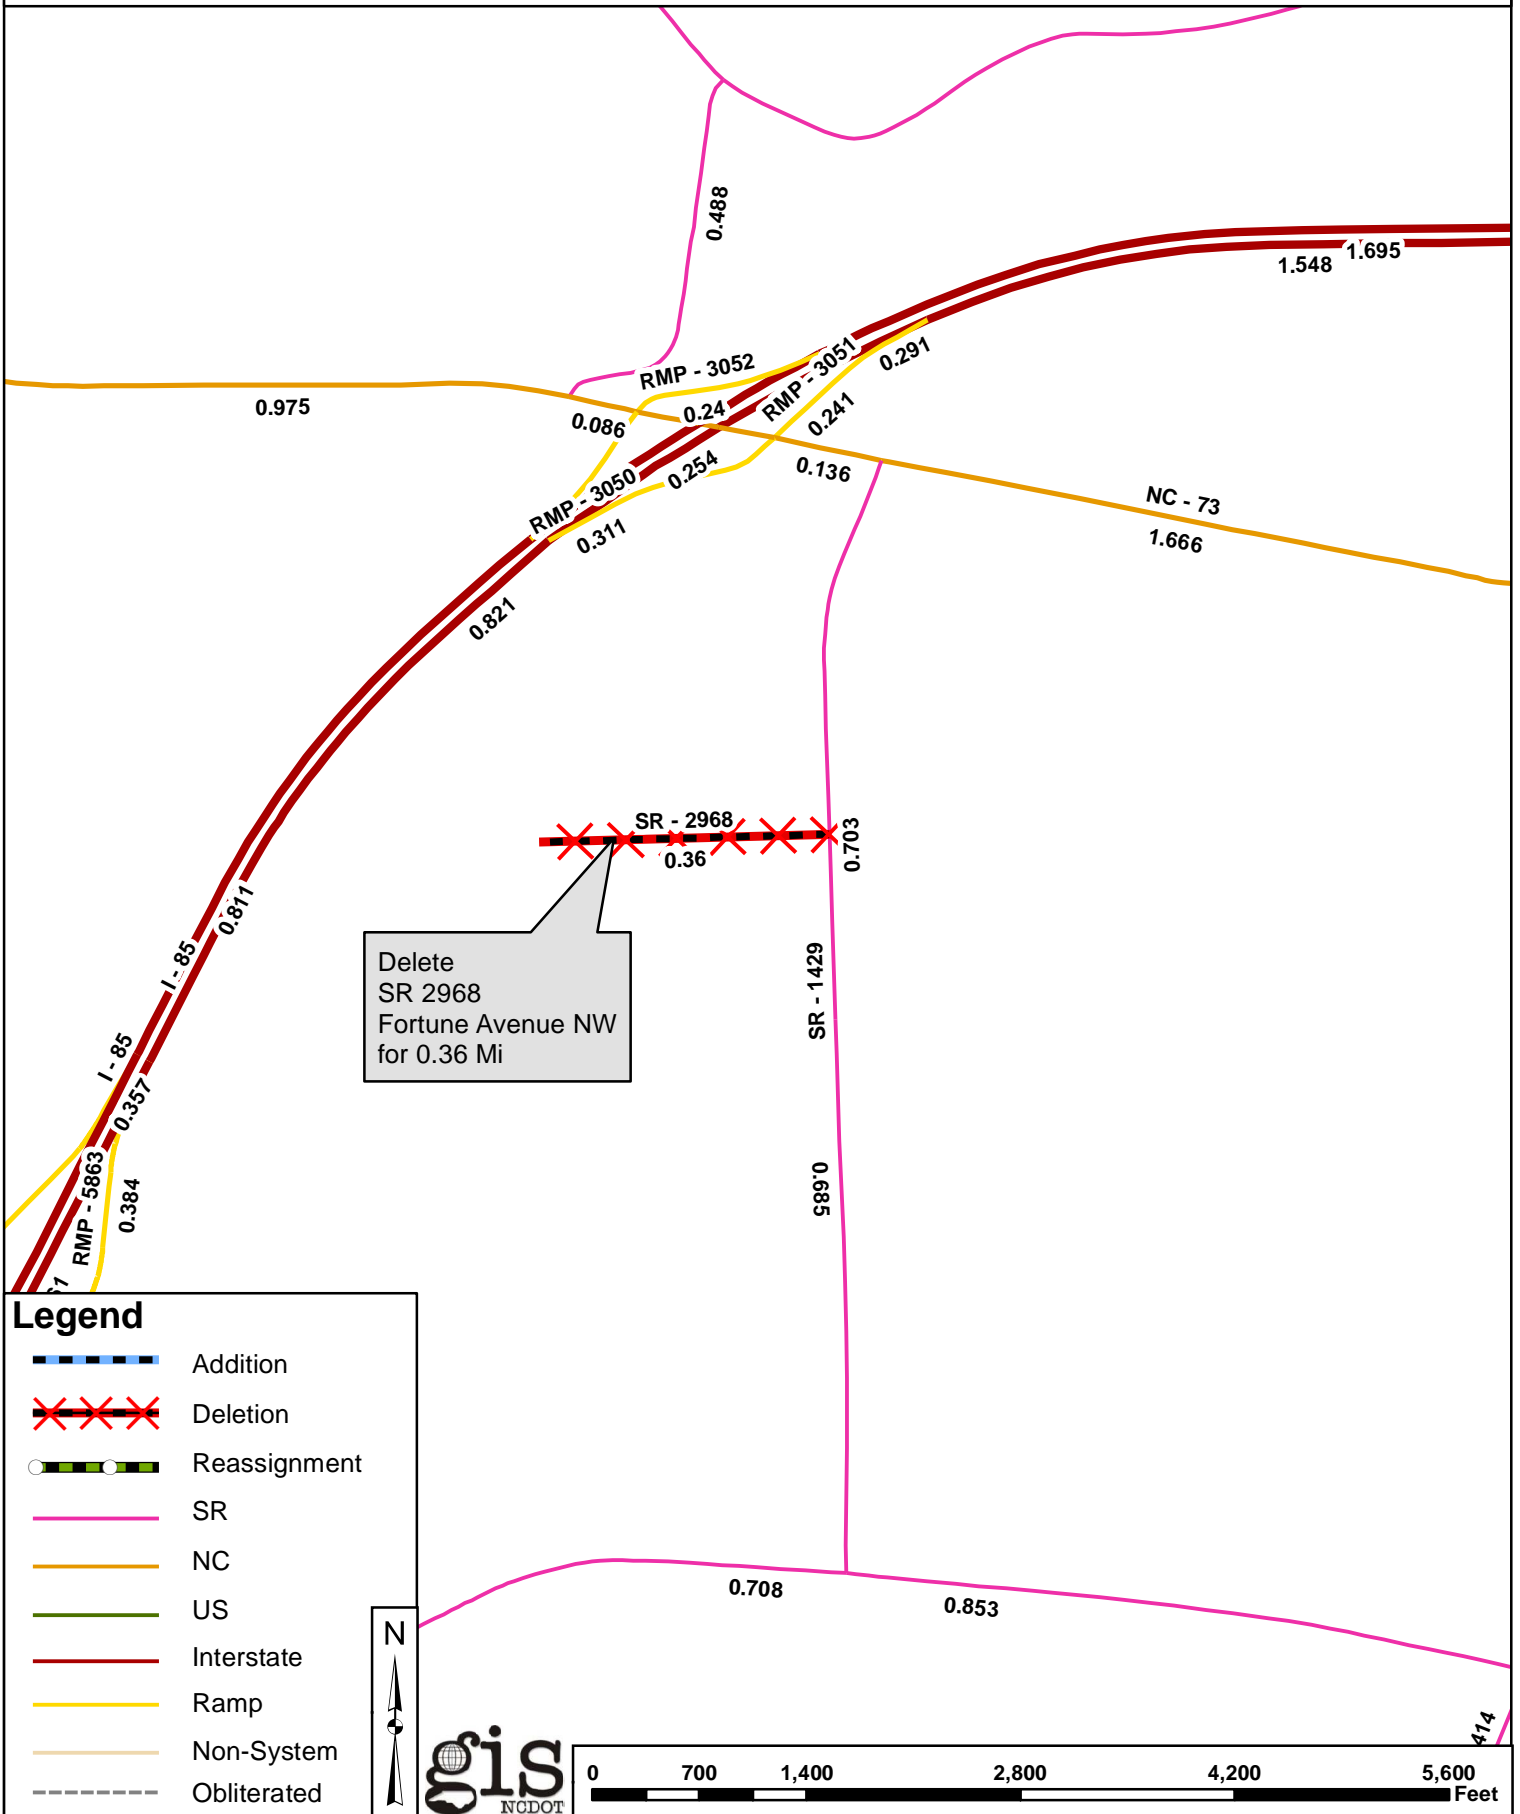 0.488
1.695
1.548
RMP - 3052
RMP - 3051
0.291
0.975
0.086
0.24
0.241
0.254
0.136
RMP - 3050
0.311
NC - 73
1.666
0.821
SR - 2968
0.36
0.703
0.811
I - 85
Delete
SR 2968
Fortune Avenue NW
for 0.36 Mi
SR - 1429
I - 85
0.357
RMP - 5863
0.384
0.685
0.708
0.853
414
Legend
Addition
Deletion
Reassignment
SR
NC
US
Interstate
Ramp
Non-System
Obliterated
N
gis
NCDOT
0 700 1,400 2,800 4,200 5,600
Feet